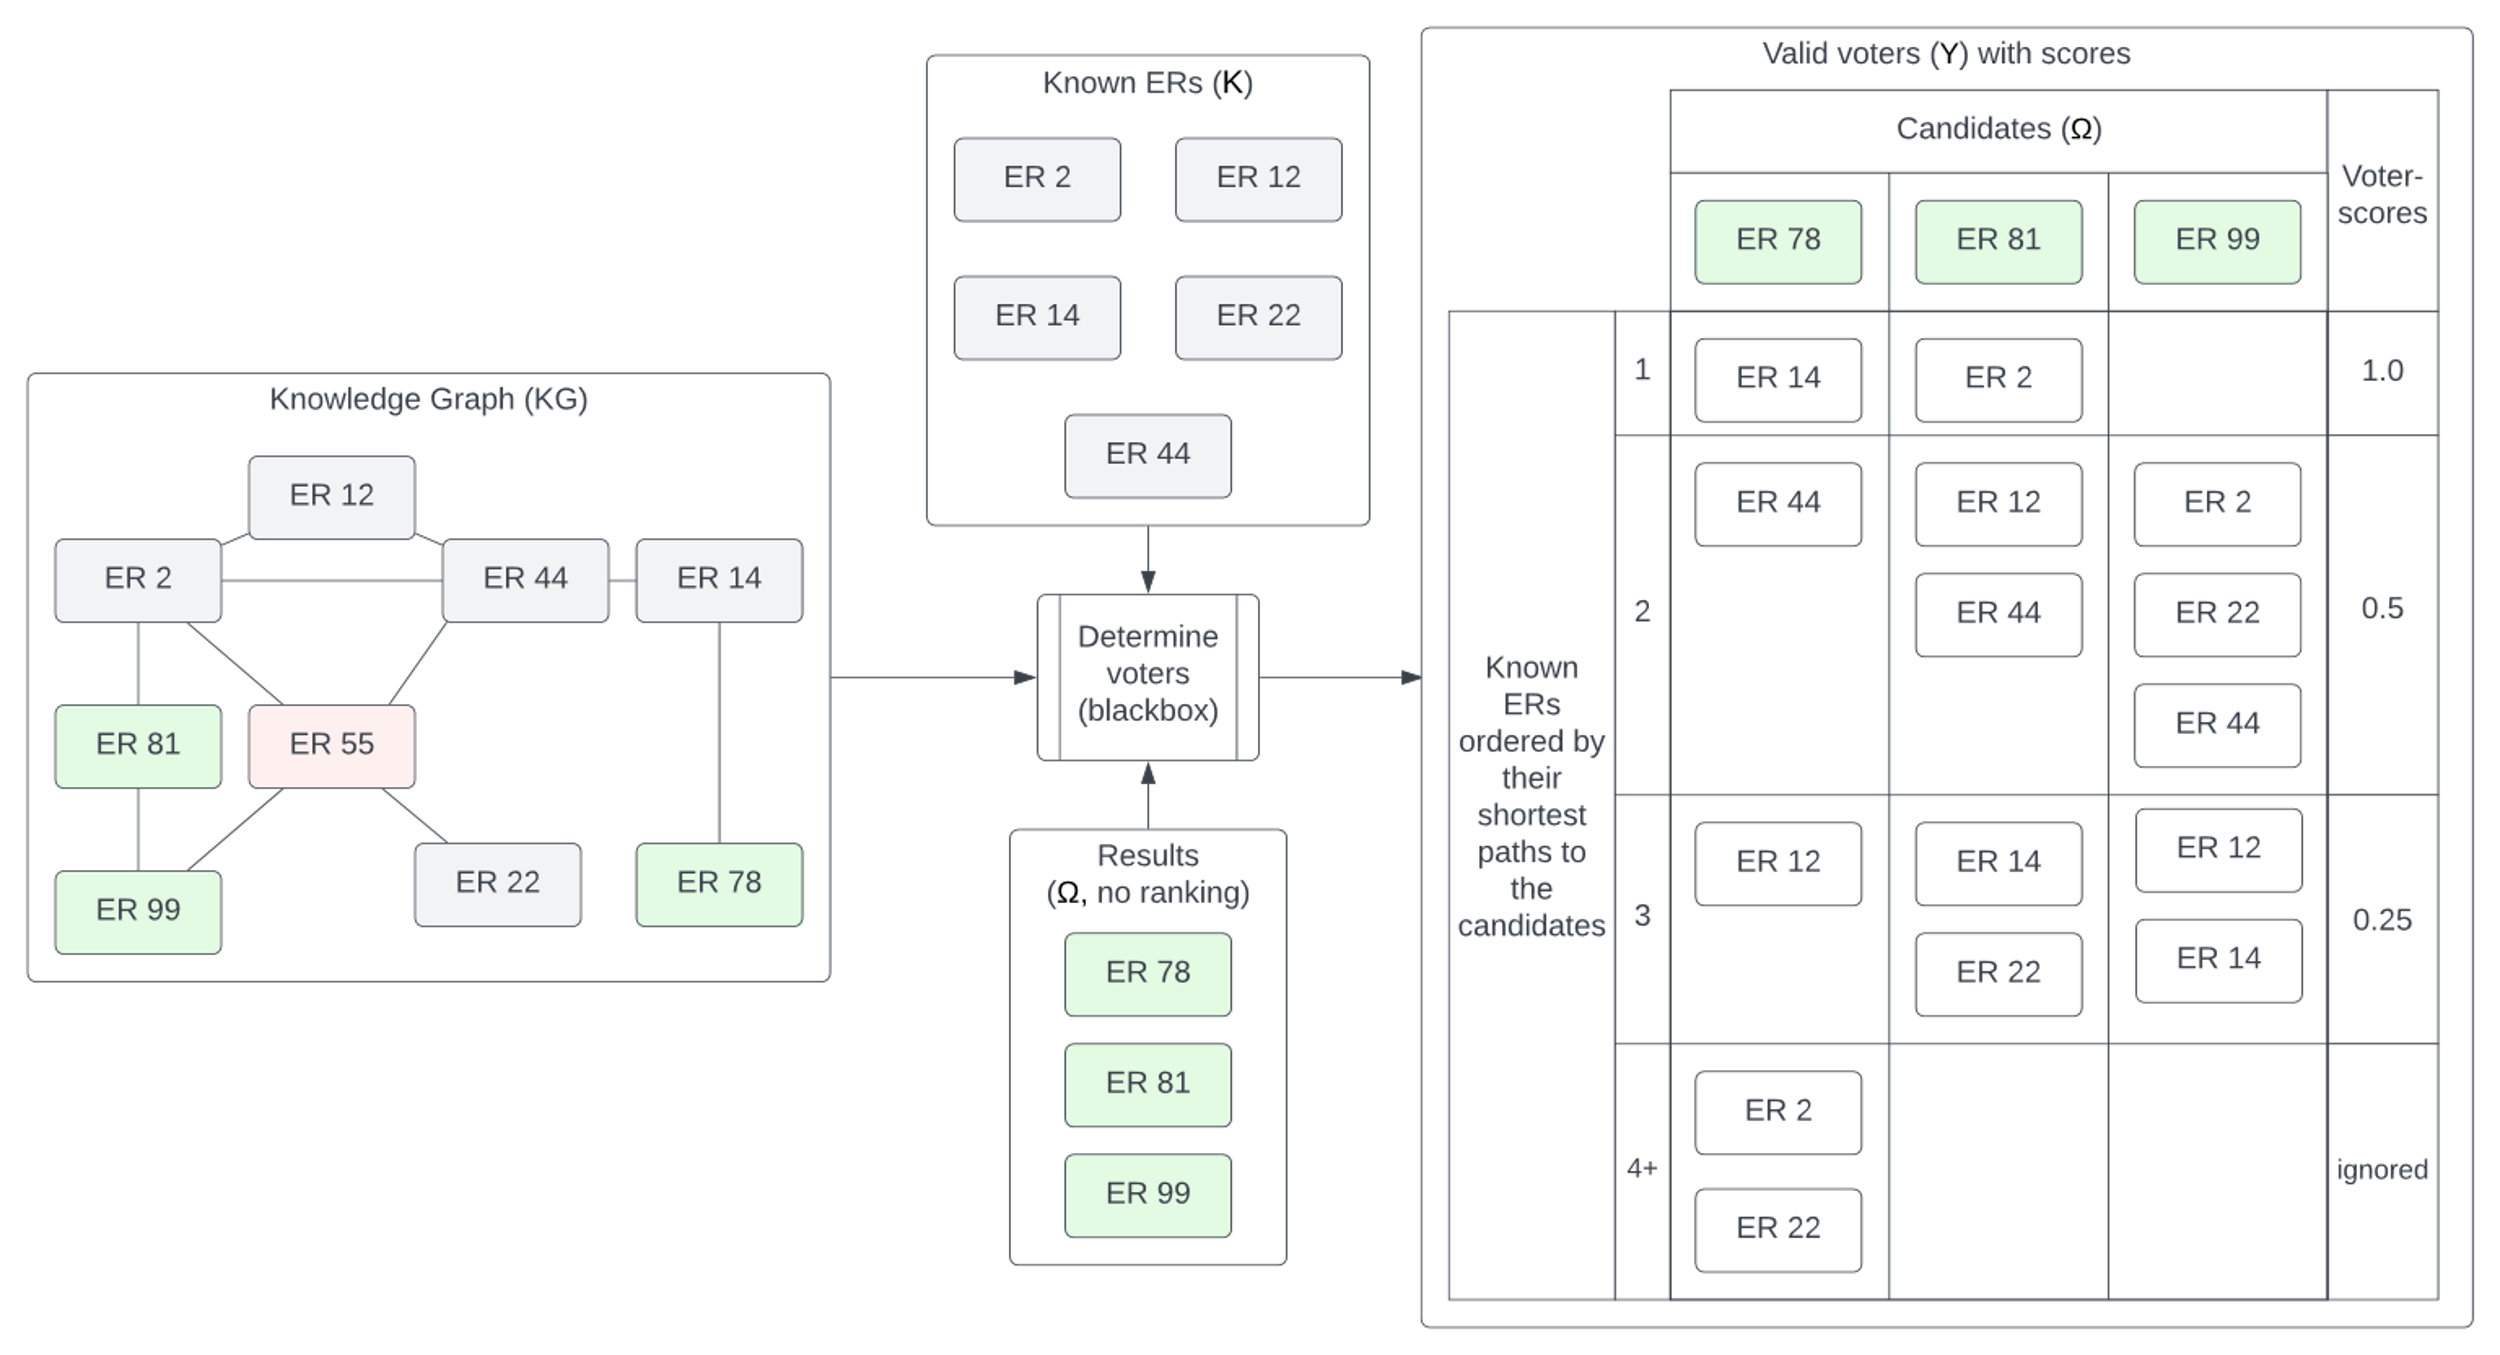 Knowledge Graph (KG)
ER 12
ER 2
ER 44
ER 14
ER 81
ER 55
ER 99
ER 22
ER 78
Known ERs (K)
ER 2
ER 12
ER 14
ER 22
ER 44
Determine
voters
(blackbox)
Results
(Ω, no ranking)
ER 78
ER 81
ER 99
Valid voters (Y) with scores
Candidates (Ω)
Voter-
scores
ER 78
ER 81
ER 99
Known
ERs
ordered by
their
shortest
paths to
the
candidates
1
ER 14
ER 2
1.0
2
ER 44
ER 12
ER 2
ER 44
ER 22
ER 44
0.5
3
ER 12
ER 14
ER 12
ER 22
ER 14
0.25
4+
ER 2
ER 22
ignored